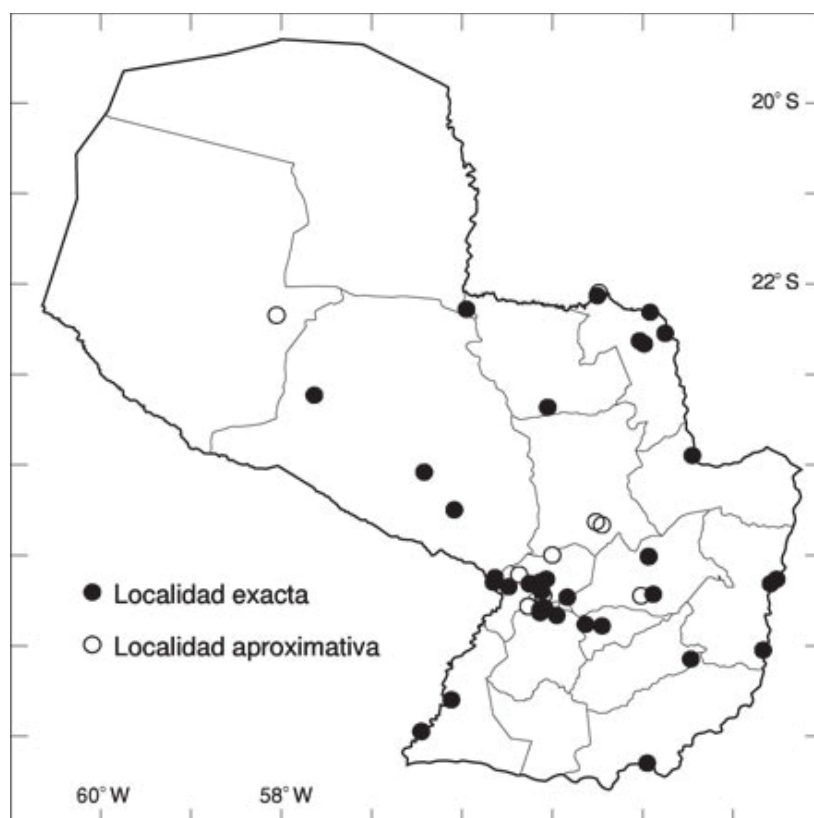 20° S
22° S
● Localidad exacta
○ Localidad aproximativa
60° W
58° W